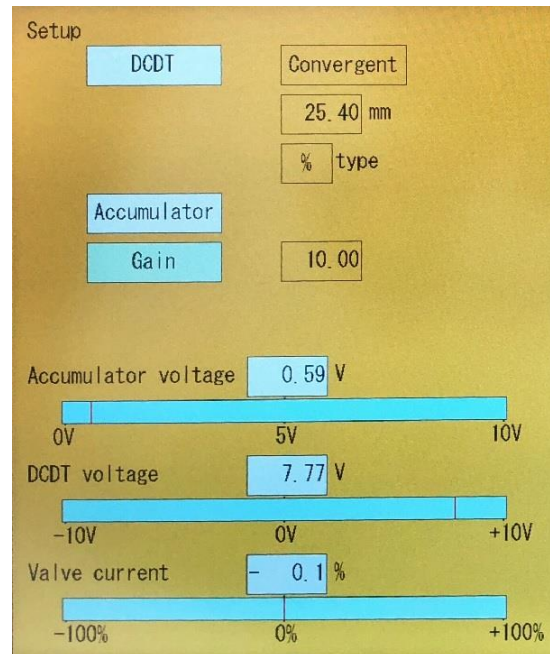 Setup
DCDT Convergent
25.40 mm
% type
Accumulator
Gain 10.00
Accumulator voltage 0.59 V
0V 5V 10V
DCDT voltage 7.77 V
-10V 0V +10V
Valve current - 0.1 %
-100% 0% +100%